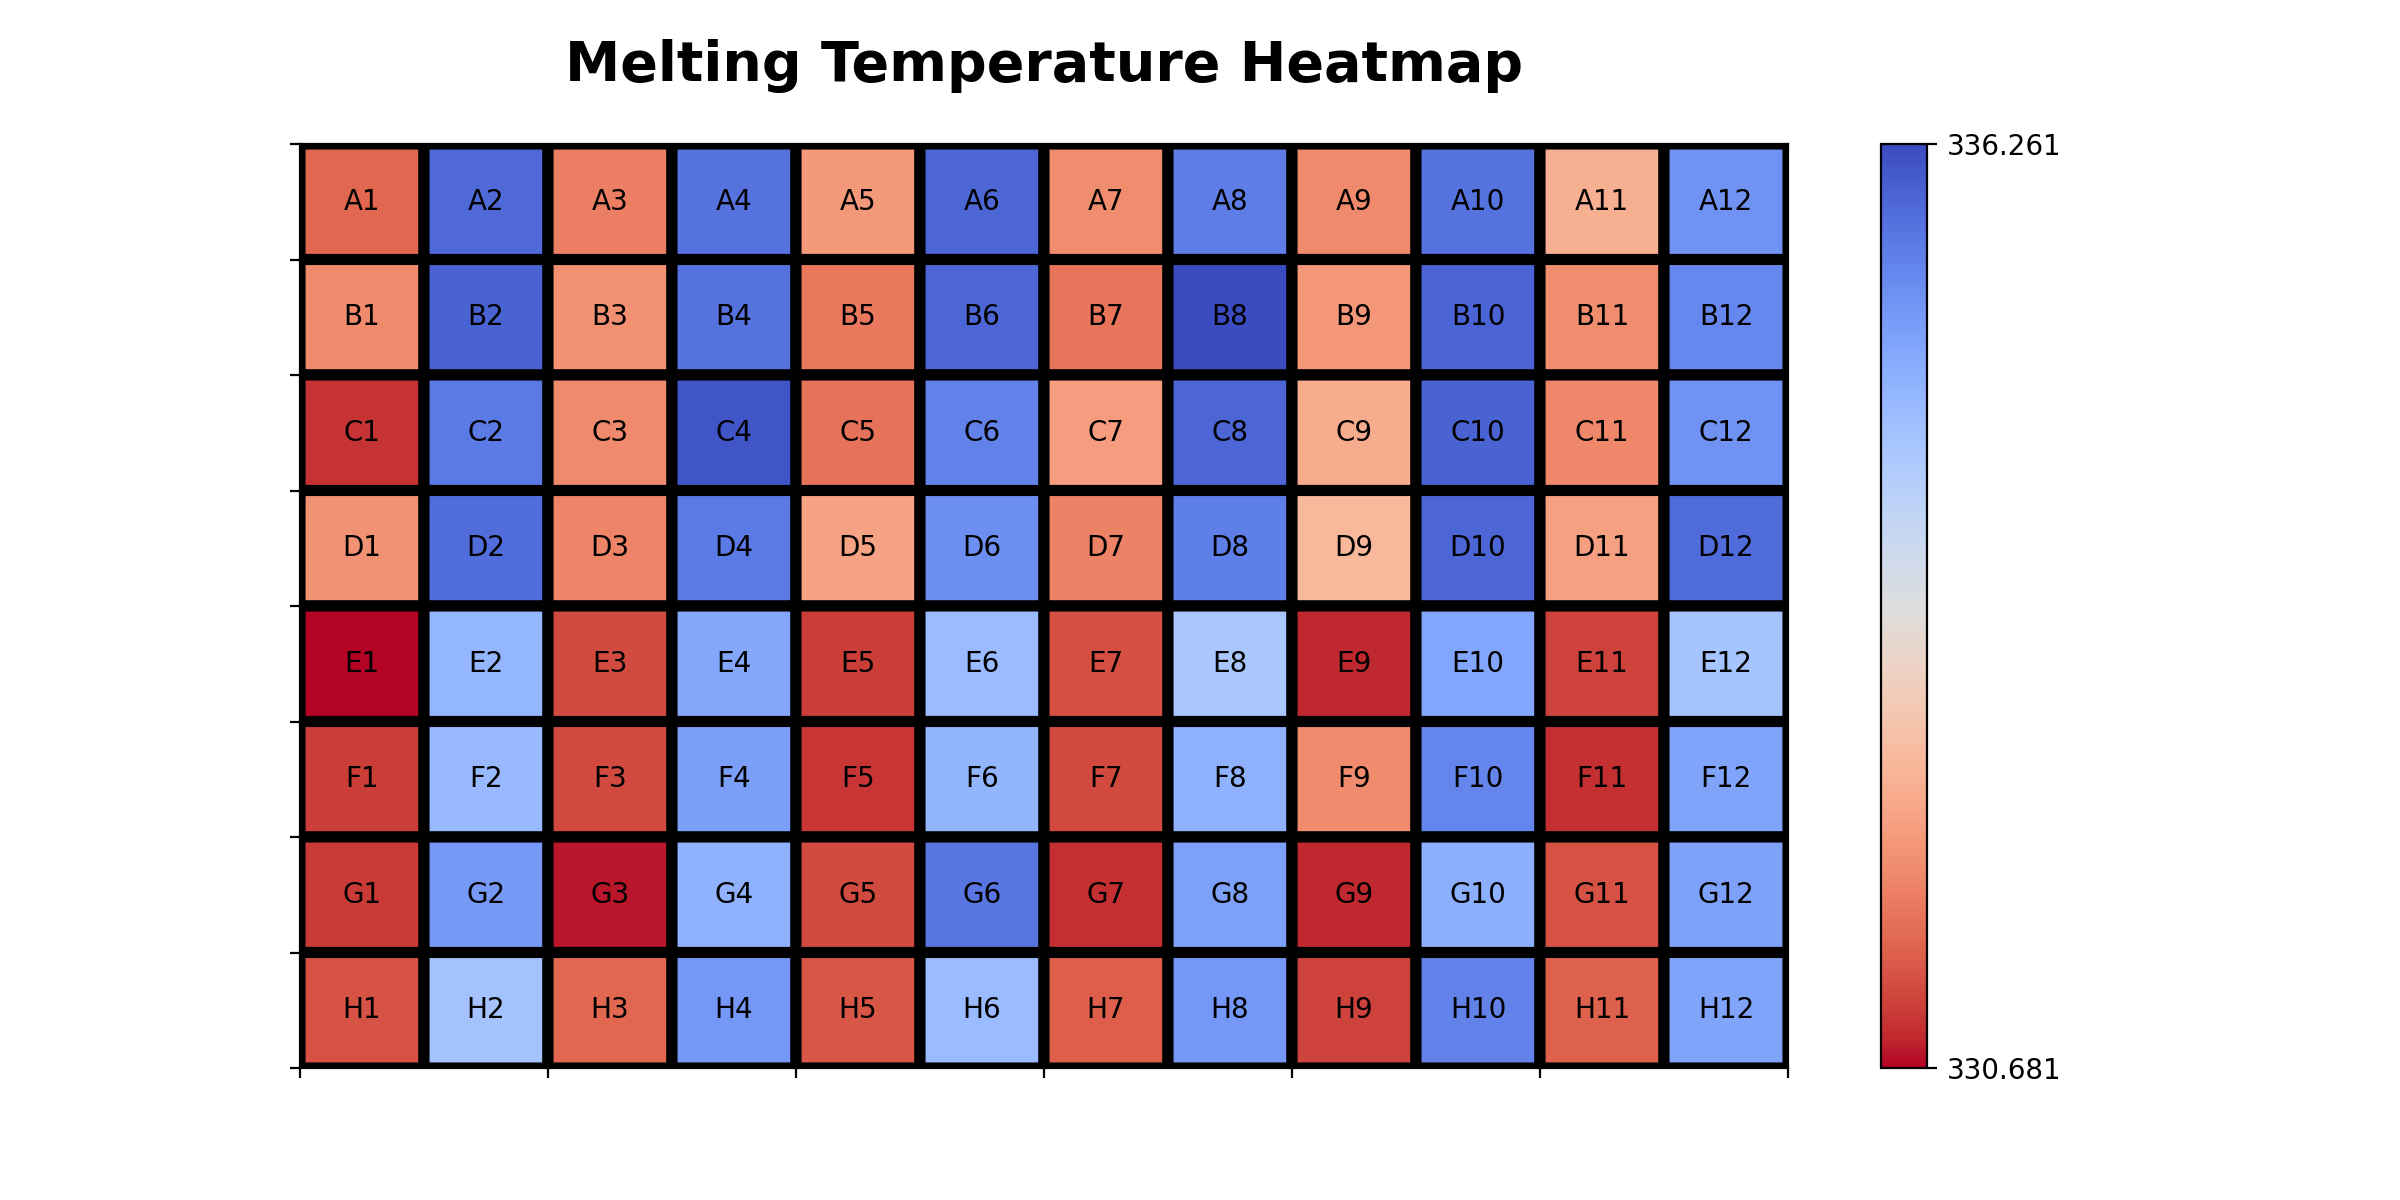 Melting Temperature Heatmap
336.261
A1 A2 A3 A4 A5 A6 A7 A8 A9 A10 A11 A12
B1 B2 B3 B4 B5 B6 B7 B8 B9 B10 B11 B12
C1 C2 C3 C4 C5 C6 C7 C8 C9 C10 C11 C12
D1 D2 D3 D4 D5 D6 D7 D8 D9 D10 D11 D12
E1 E2 E3 E4 E5 E6 E7 E8 E9 E10 E11 E12
F1 F2 F3 F4 F5 F6 F7 F8 F9 F10 F11 F12
G1 G2 G3 G4 G5 G6 G7 G8 G9 G10 G11 G12
H1 H2 H3 H4 H5 H6 H7 H8 H9 H10 H11 H12
330.681